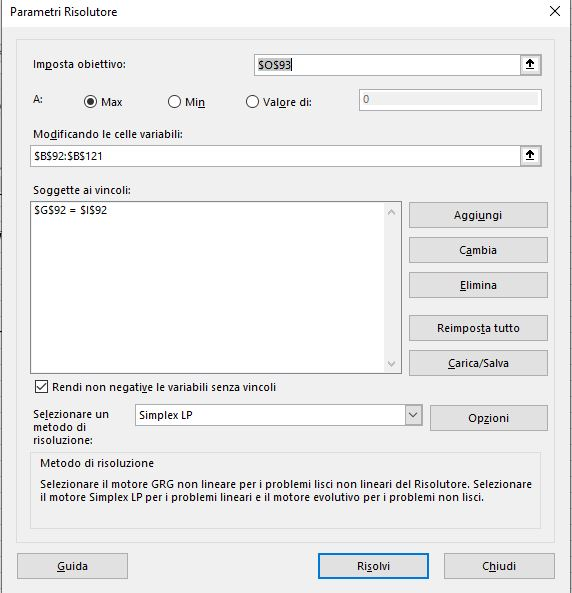 Parametri Risolutore
Imposta obiettivo:
$O$93
A:
Max
Min
Valore di:
0
Modificando le celle variabili:
$B$92:$B$121
Soggette ai vincoli:
$G$92 = $I$92
Aggiungi
Cambia
Elimina
Reimposta tutto
Carica/Salva
Rendi non negative le variabili senza vincoli
Selezionare un
metodo di
risoluzione:
Simplex LP
Opzioni
Metodo di risoluzione
Selezionare il motore GRG non lineare per i problemi lisci non lineari del Risolutore. Selezionare
il motore Simplex LP per i problemi lineari e il motore evolutivo per i problemi non lisci.
Guida
Risolvi
Chiudi